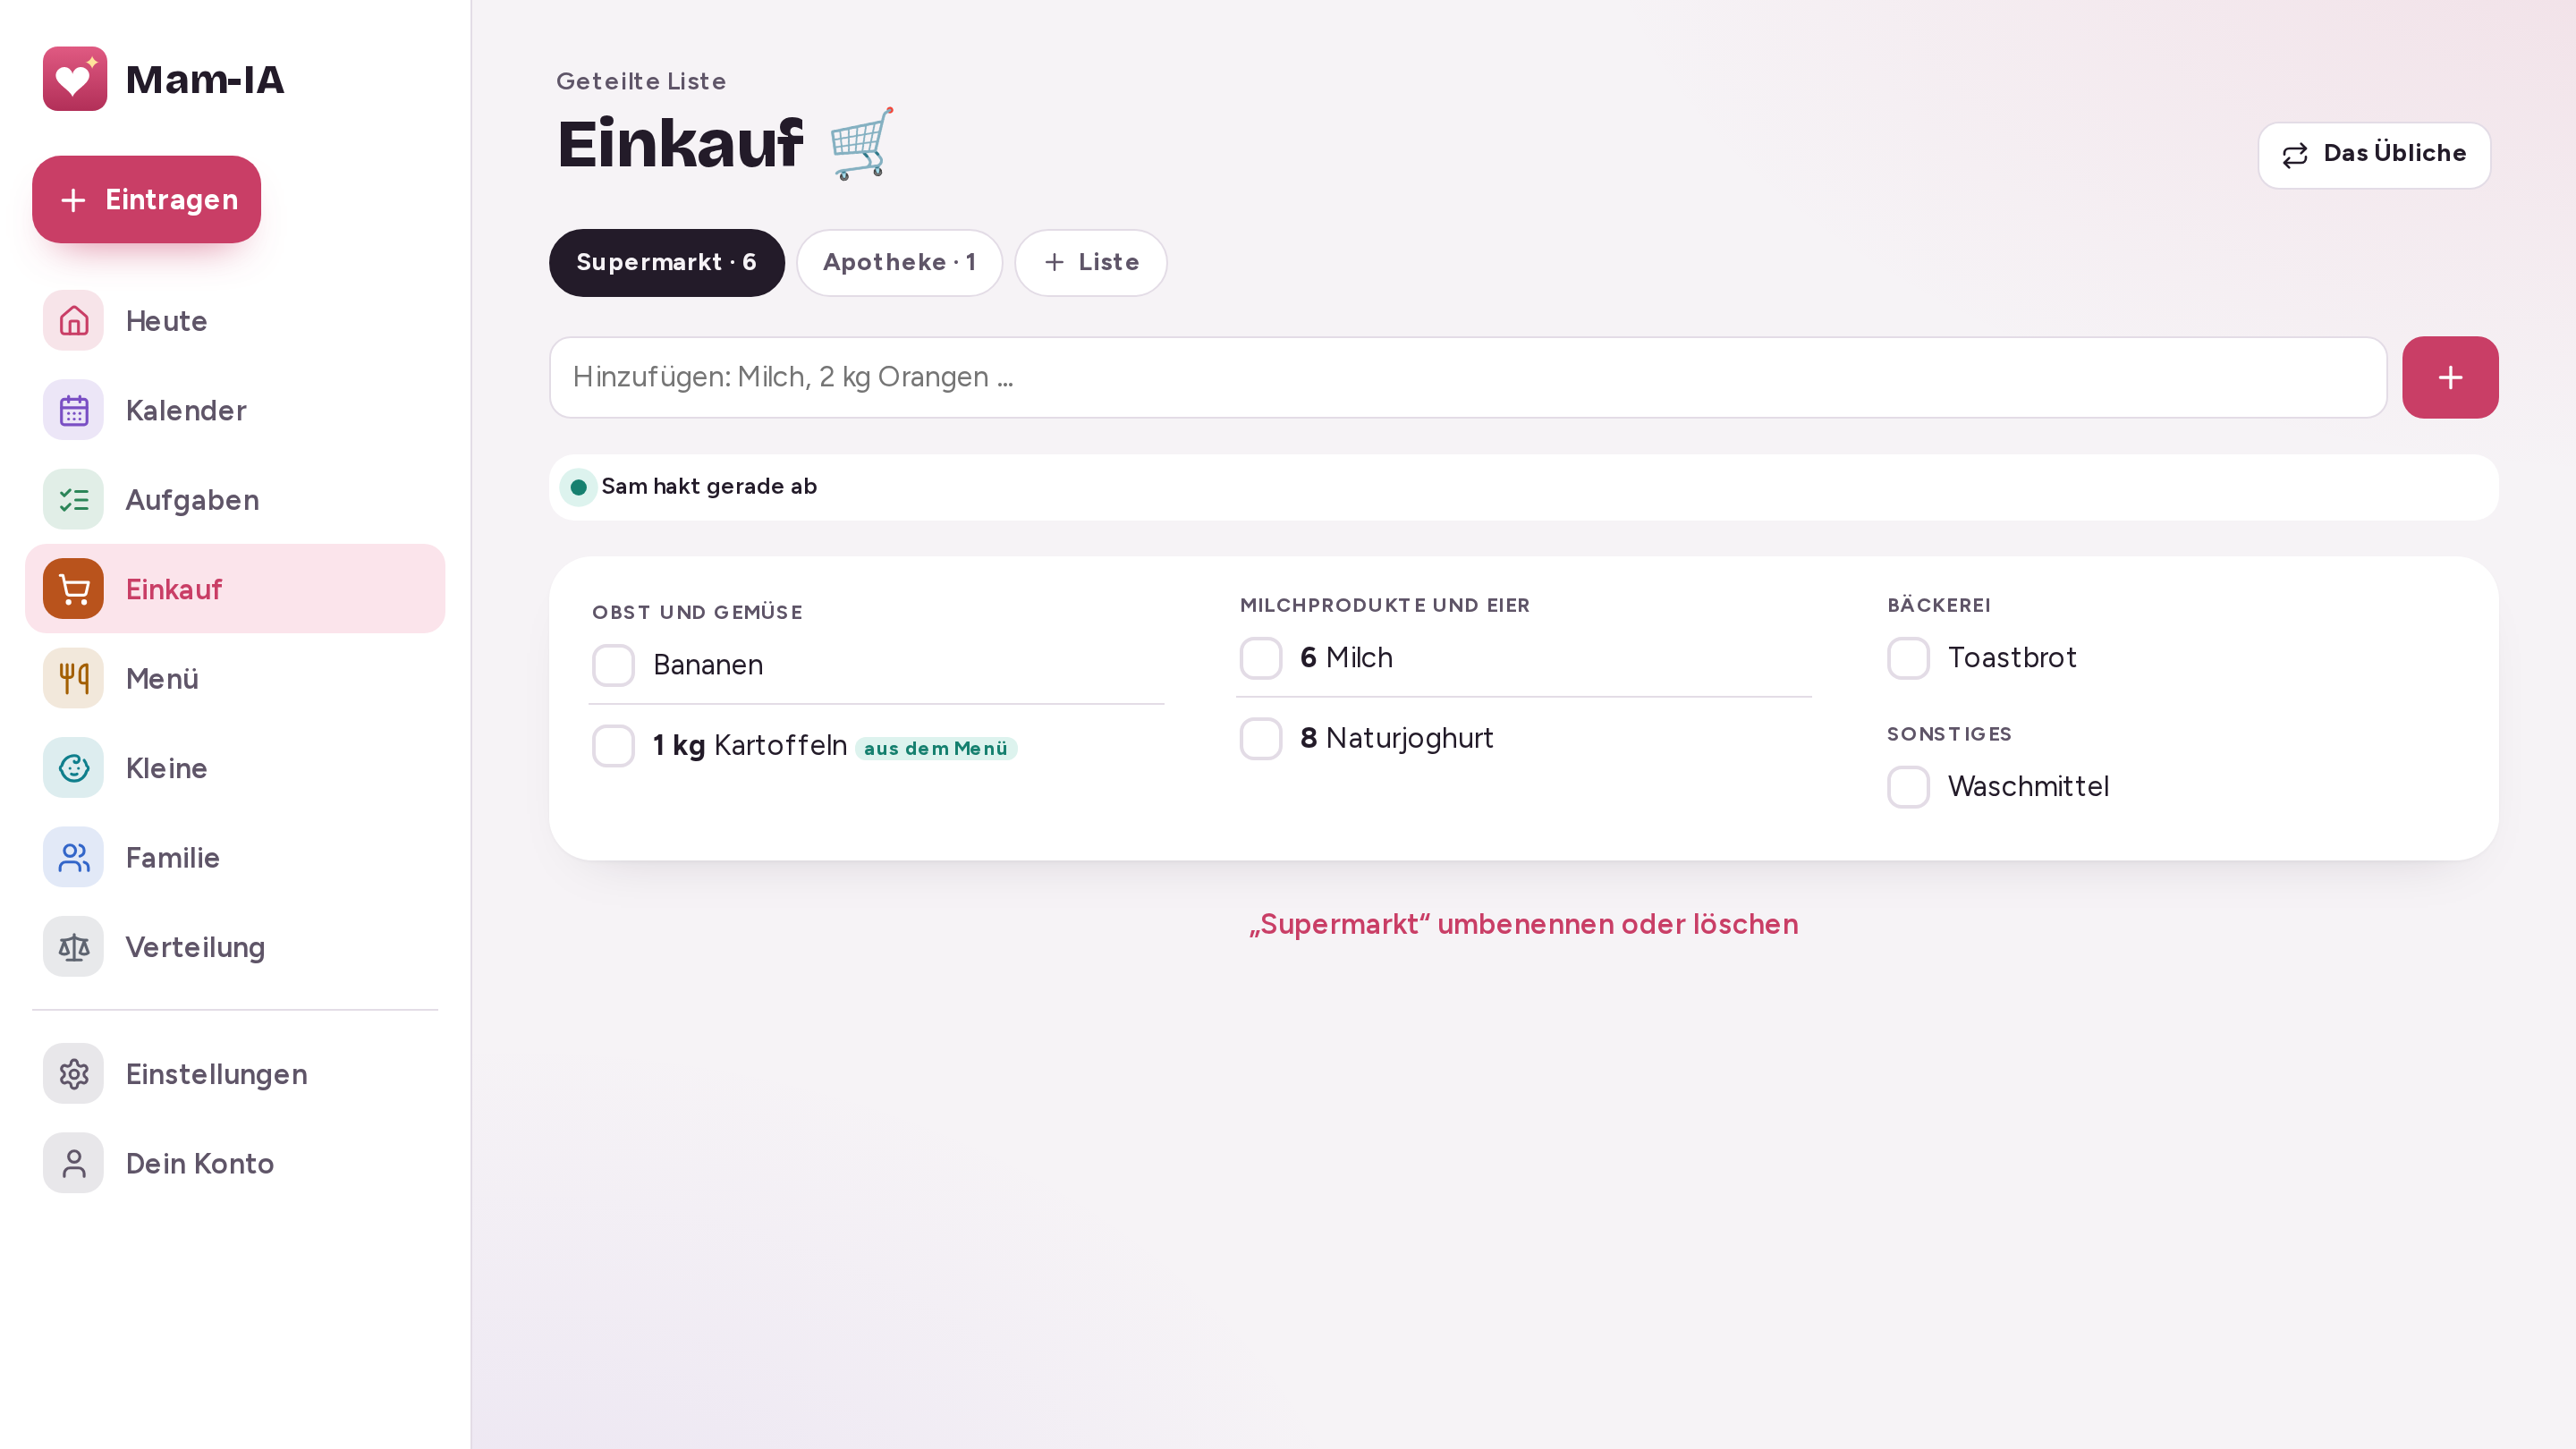 Mam-IA
Eintragen
Heute
Kalender
Aufgaben
Einkauf
Menü
Kleine
Familie
Verteilung
Einstellungen
Dein Konto
Geteilte Liste
Einkauf
Das Übliche
Supermarkt · 6
Apotheke · 1
Liste
Hinzufügen: Milch, 2 kg Orangen ...
Sam hakt gerade ab
OBST UND GEMÜSE
Bananen
1 kg Kartoffeln aus dem Menü
MILCHPRODUKTE UND EIER
6 Milch
8 Naturjoghurt
BÄCKEREI
Toastbrot
SONSTIGES
Waschmittel
„Supermarkt“ umbenennen oder löschen